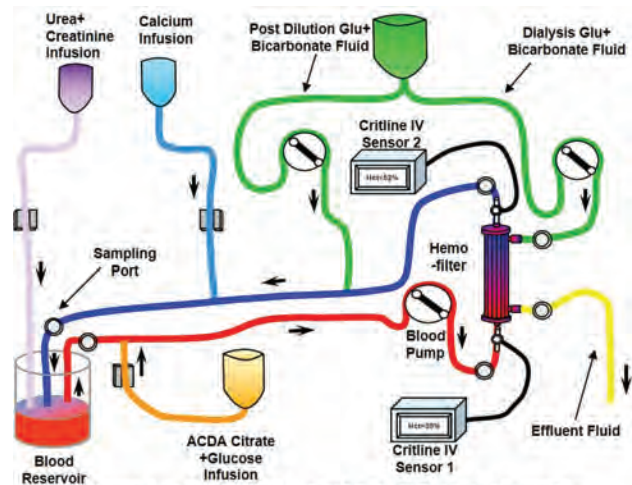 Urea+
Creatinine
Infusion
Calcium
Infusion
Post Dilution Glu+
Bicarbonate Fluid
Dialysis Glu+
Bicarbonate Fluid
Critline IV
Sensor 2
Sampling
Port
Hemo
-filter
Blood
Pump
ACDA Citrate
+Glucose
Infusion
Blood
Reservoir
Critline IV
Sensor 1
Effluent Fluid